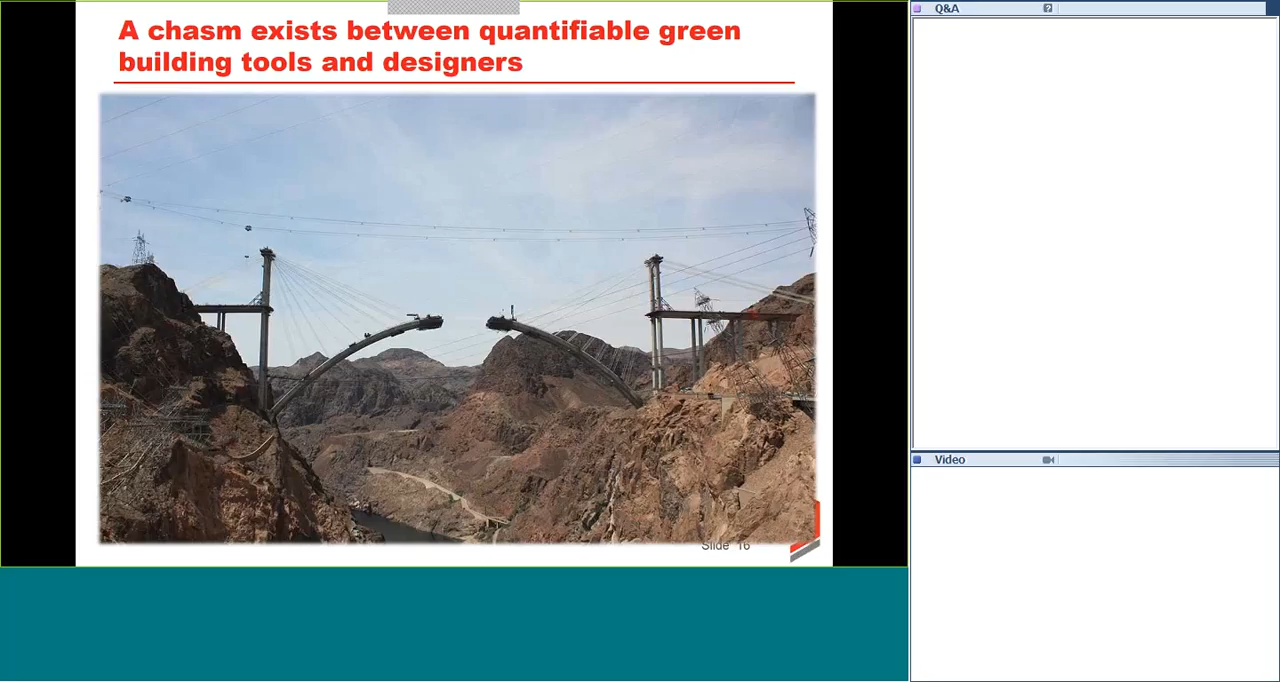 A chasm exists between quantifiable green
building tools and designers
Slide 16
Q&A
?
Video